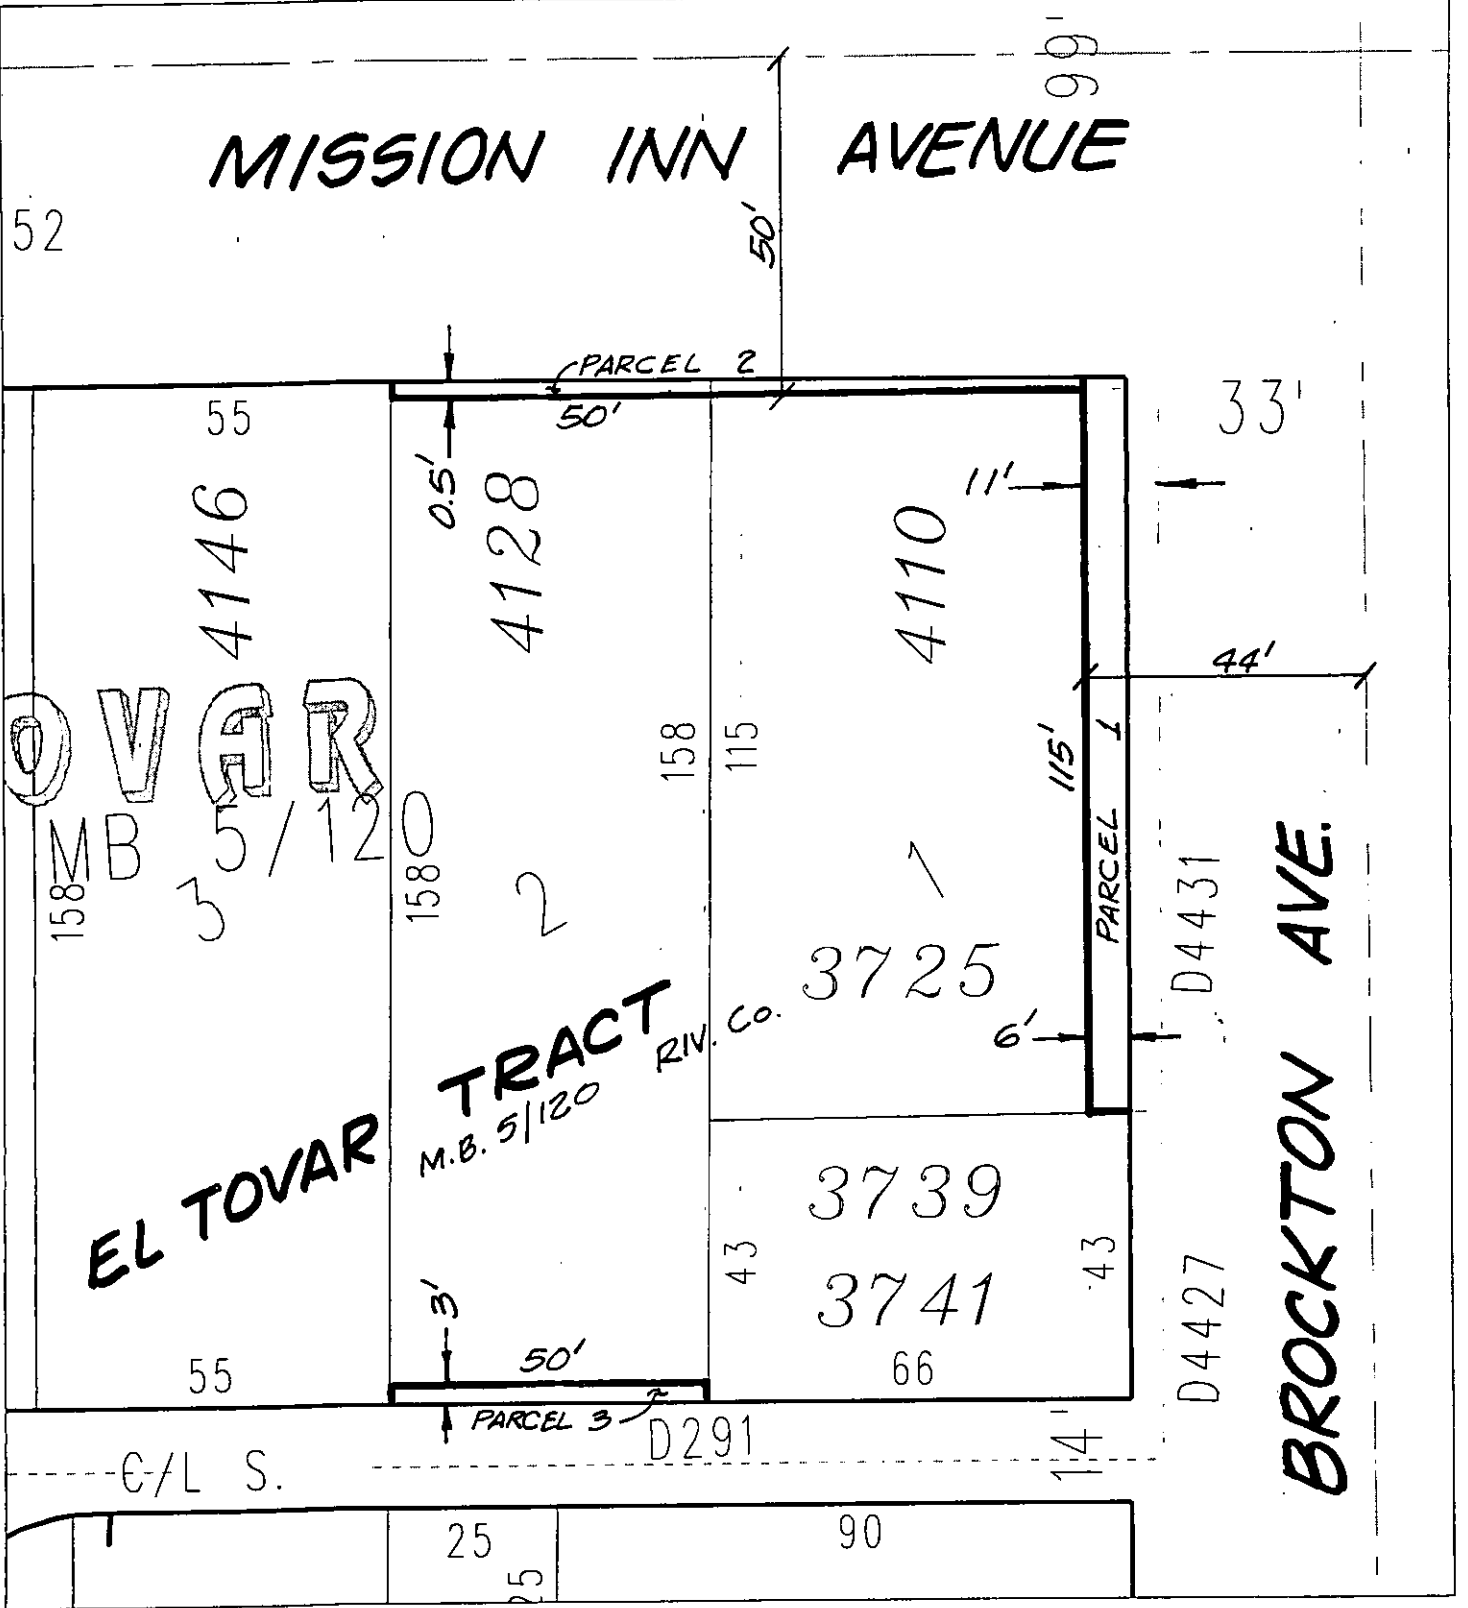 99'
MISSION INN AVENUE
52
50'
PARCEL 2
55
50'
33'
0.5'
11'
4146
4128
4110
44'
OVAR
158
115
115'
PARCEL 1
MB 5/120
158
3
158
2
1
D4431
BROCKTON AVE.
3725
6'
EL TOVAR TRACT
M.B. 5/120 RIV. CO.
3739
3741
43
43
D4427
3'
50'
55
66
PARCEL 3
D291
14'
C/L S.
25
90
25